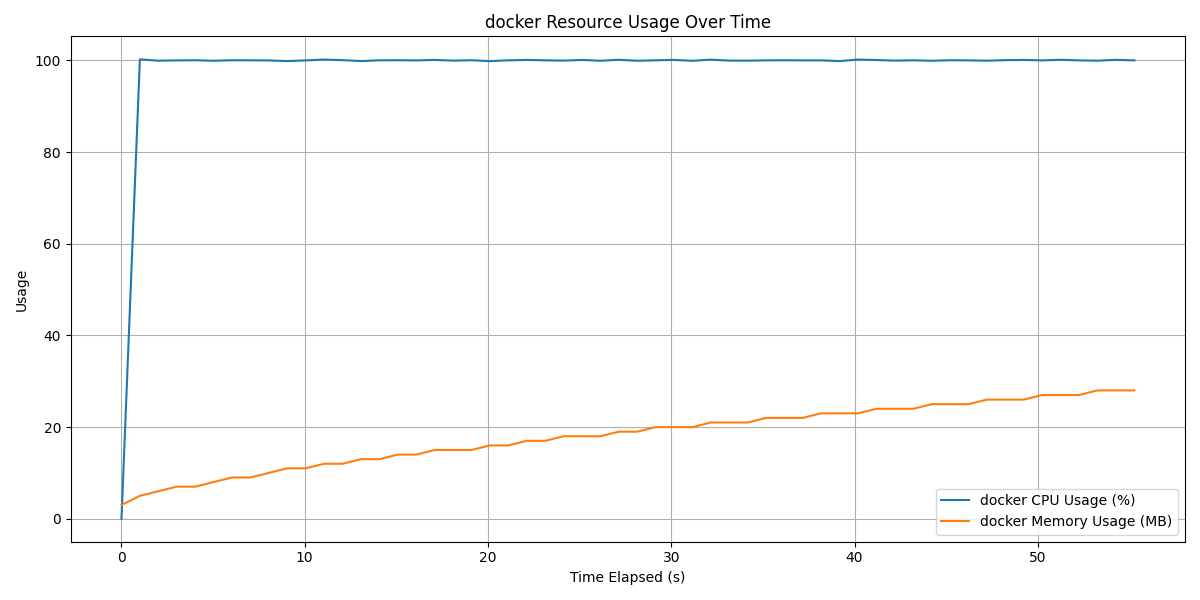 docker Resource Usage Over Time
Usage
100
80
60
40
20
0
docker CPU Usage (%)
docker Memory Usage (MB)
0 10 20 30 40 50
Time Elapsed (s)